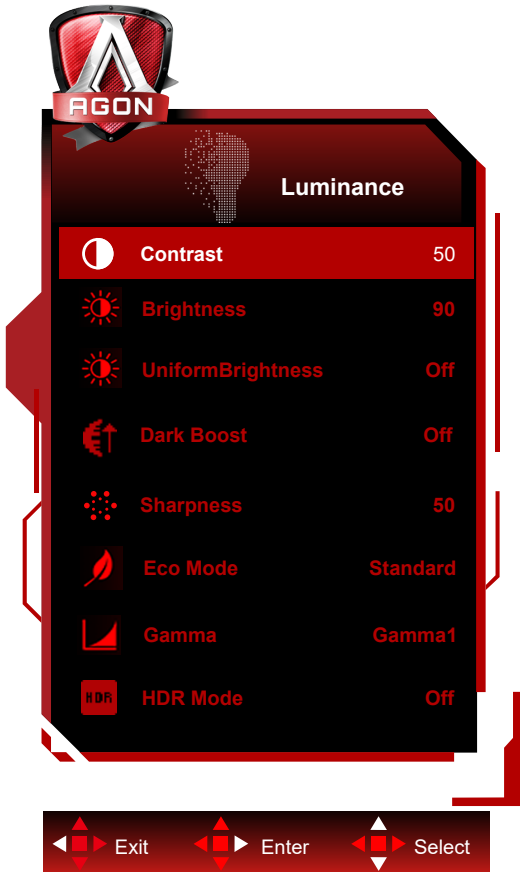 AGON
Luminance
Contrast 50
Brightness 90
UniformBrightness Off
Dark Boost Off
Sharpness 50
Eco Mode Standard
Gamma Gamma1
HDR HDR Mode Off
Exit Enter Select